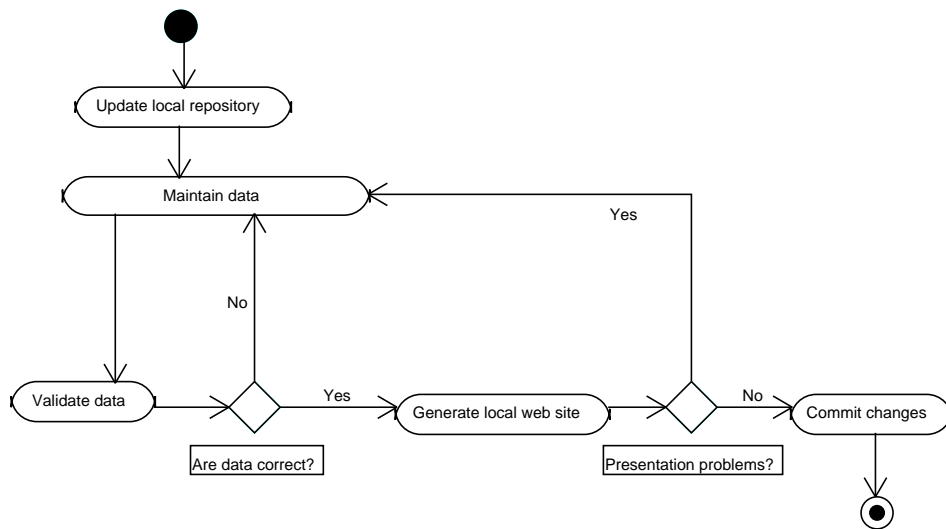 Update local repository
Maintain data
Yes
No
Validate data
Yes
Generate local web site
No
Commit changes
Are data correct?
Presentation problems?